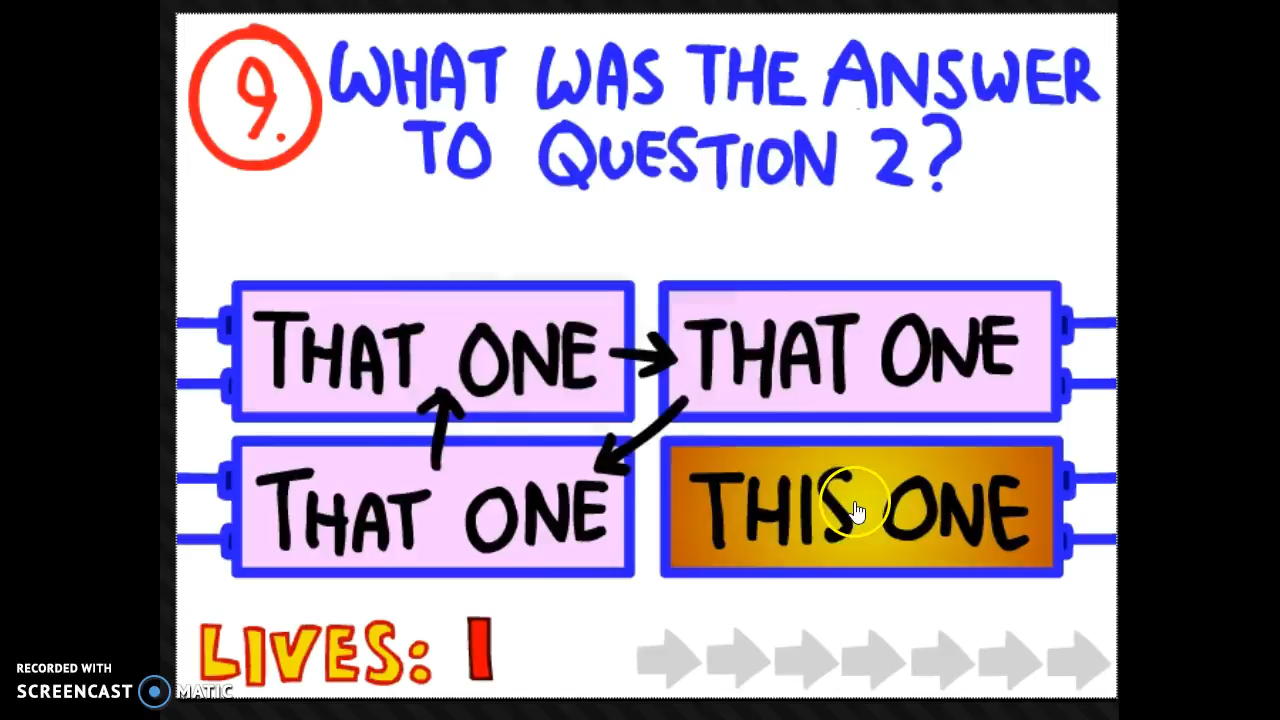 9. WHAT WAS THE ANSWER
TO QUESTION 2?
THAT ONE
THAT ONE
THAT ONE
THIS ONE
LIVES: 1
RECORDED WITH
SCREENCAST MATIC